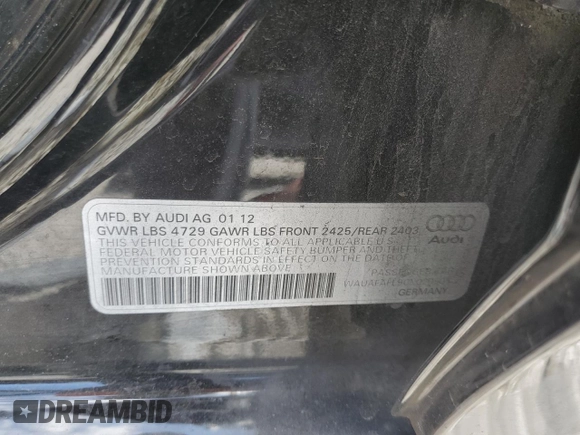 MFD. BY AUDI AG 01 12
GVWR LBS 4729 GAWR LBS FRONT 2425/REAR 2403
THIS VEHICLE CONFORMS TO ALL APPLICABLE U.S.
FEDERAL MOTOR VEHICLE SAFETY BUMPER AND THEFT
PREVENTION STANDARDS IN EFFECT ON THE DATE
MANUFACTURE SHOWN ABOVE
Audi
GERMANY
DREAMBID